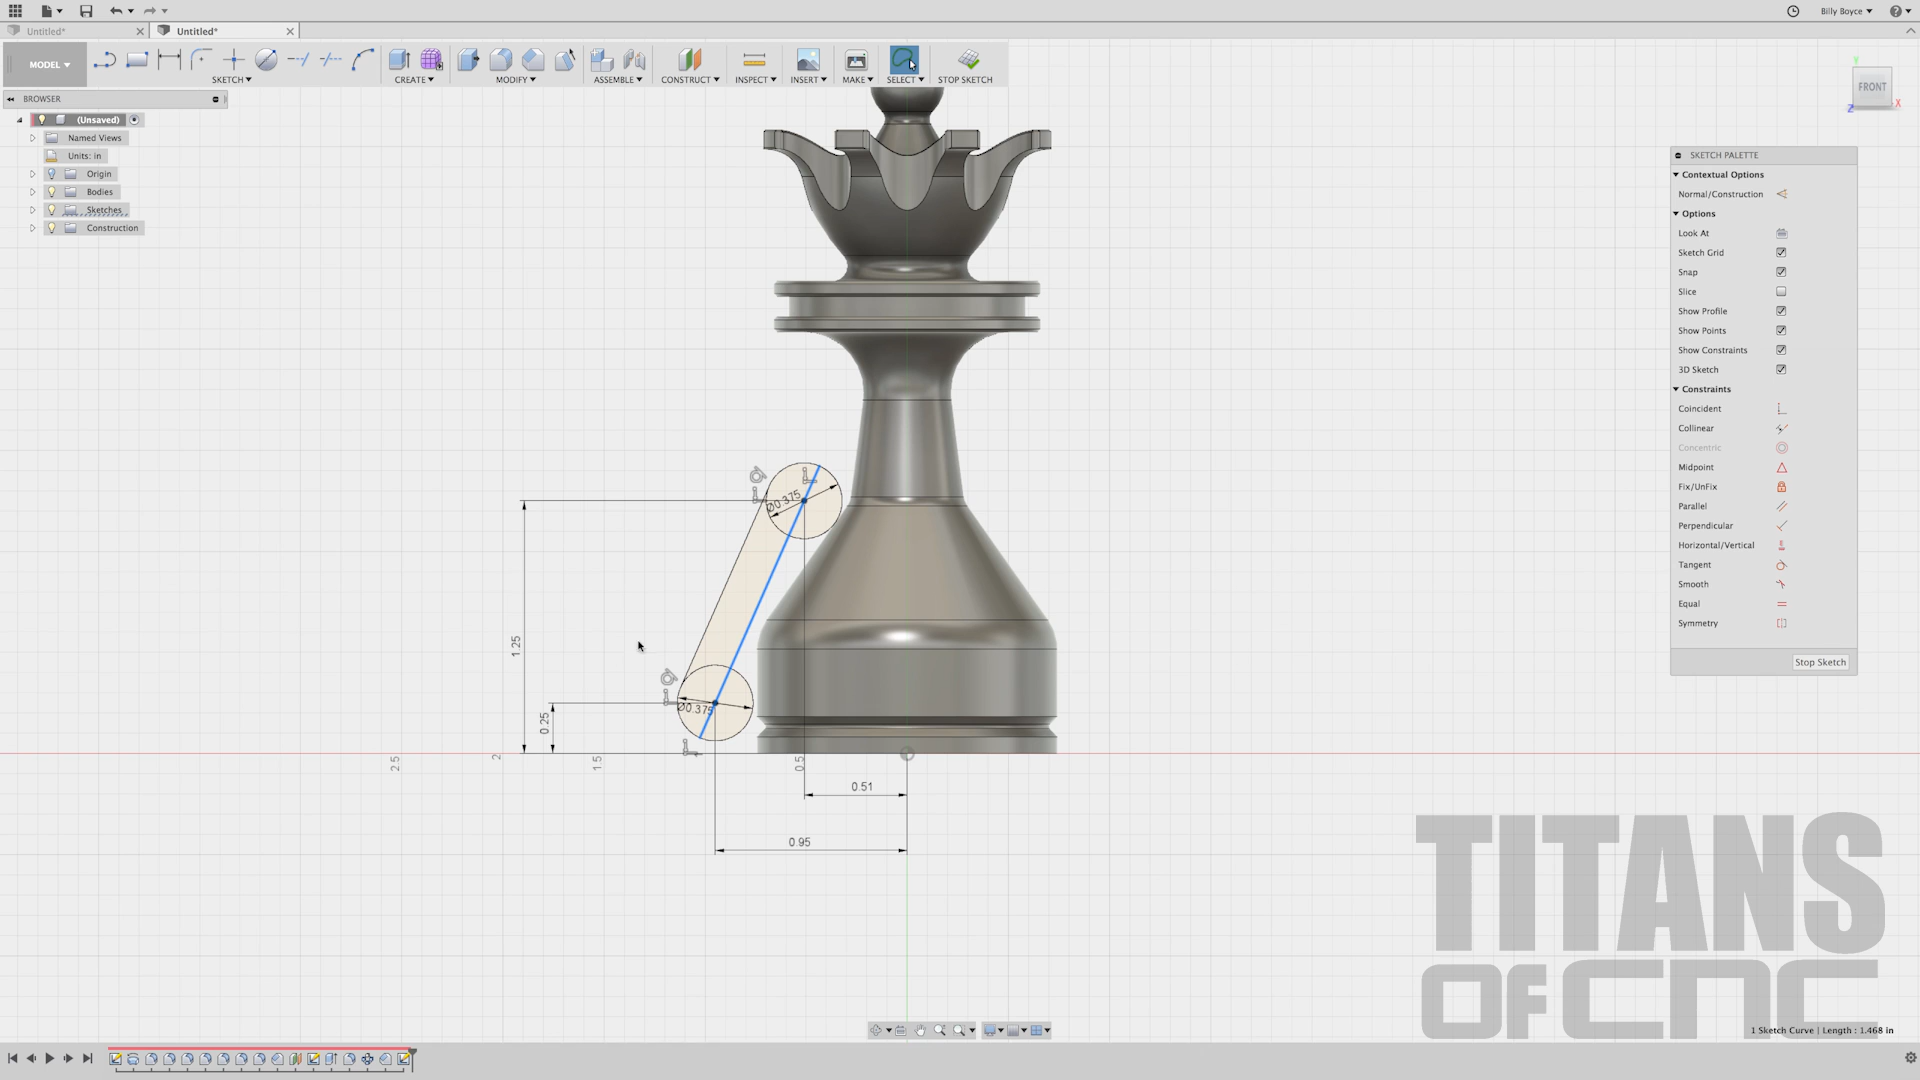 Billy Boyce
Untitled*
Untitled*
MODEL
SKETCH
CREATE
MODIFY
ASSEMBLE
CONSTRUCT
INSPECT
INSERT
MAKE
SELECT
STOP SKETCH
BROWSER
(Unsaved)
Named Views
Units: in
Origin
Bodies
Sketches
Construction
Y
FRONT
X
Z
SKETCH PALETTE
Contextual Options
Normal/Construction
Options
Look At
Sketch Grid
Snap
Slice
Show Profile
Show Points
Show Constraints
3D Sketch
Constraints
Coincident
Collinear
Concentric
Midpoint
Fix/UnFix
Parallel
Perpendicular
Horizontal/Vertical
Tangent
Smooth
Equal
Symmetry
Stop Sketch
Ø0.375
1.25
Ø0.375
0.25
2.5
2
1.5
0.5
0.51
0.95
TITANS
OF CNC
1 Sketch Curve | Length : 1.468 in